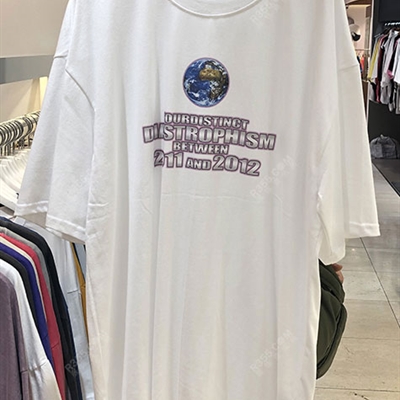 OURDISTINCT
DIASTROPHISM
BETWEEN
2011 AND 2012